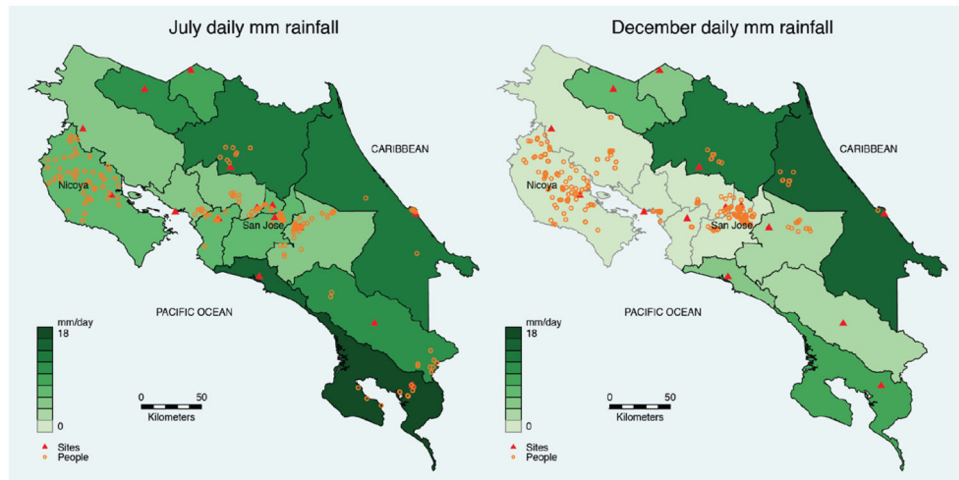 July daily mm rainfall
CARIBBEAN
Nicoya
San Jose
PACIFIC OCEAN
mm/day
18
0
0 50
Kilometers
Sites
People
December daily mm rainfall
CARIBBEAN
Nicoya
San Jose
PACIFIC OCEAN
mm/day
18
0
0 50
Kilometers
Sites
People